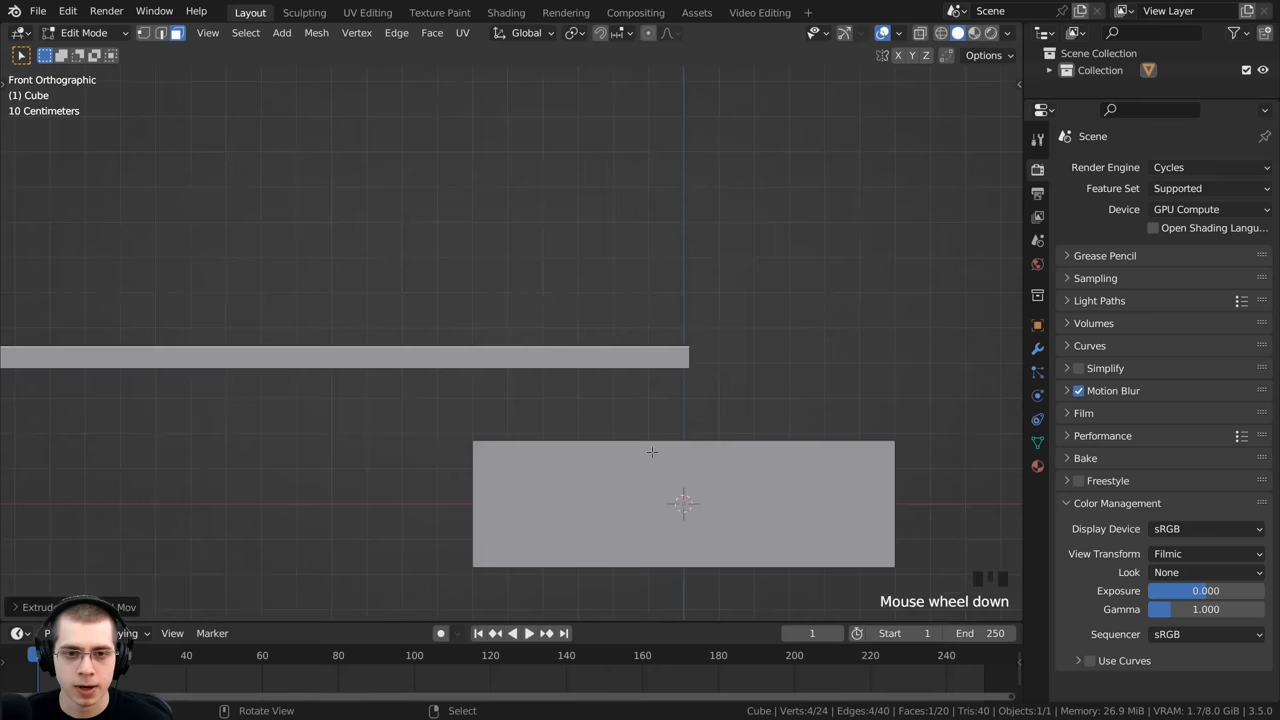 File Edit Render Window Help Layout Sculpting UV Editing Texture Paint Shading Rendering Compositing Assets Video Editing + Scene View Layer
Edit Mode View Select Add Mesh Vertex Edge Face UV Global
X Y Z Options
Front Orthographic
(1) Cube
10 Centimeters
Scene Collection
Collection
Scene
Render Engine Cycles
Feature Set Supported
Device GPU Compute
Open Shading Langu...
Grease Pencil
Sampling
Light Paths
Volumes
Curves
Simplify
Motion Blur
Film
Performance
Bake
Freestyle
Color Management
Display Device sRGB
View Transform Filmic
Look None
Exposure 0.000
Gamma 1.000
Sequencer sRGB
Use Curves
Mouse wheel down
Extrude Mov
View Marker 1 Start 1 End 250
40 60 80 100 120 140 160 180 200 220 240
Rotate View Select Cube | Verts:4/24 | Edges:4/40 | Faces:1/20 | Tris:40 | Objects:1/1 | Memory: 26.9 MiB | VRAM: 1.7/8.0 GiB | 3.5.0